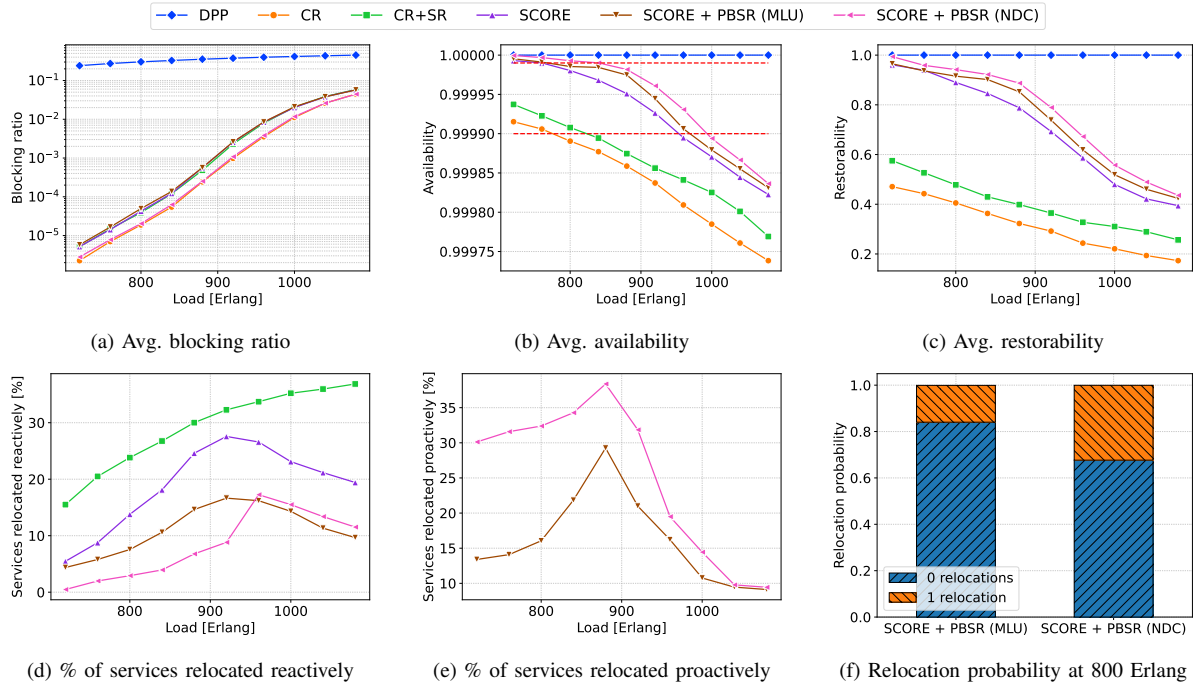 DPP CR CR+SR SCORE SCORE + PBSR (MLU) SCORE + PBSR (NDC)
Blocking ratio
10⁻¹
10⁻²
10⁻³
10⁻⁴
10⁻⁵
800 1000
Load [Erlang]
(a) Avg. blocking ratio
Availability
1.00000
0.99995
0.99990
0.99985
0.99980
0.99975
800 1000
Load [Erlang]
(b) Avg. availability
Restorability
1.0
0.8
0.6
0.4
0.2
800 1000
Load [Erlang]
(c) Avg. restorability
Services relocated reactively [%]
30
20
10
0
800 900 1000
Load [Erlang]
(d) % of services relocated reactively
Services relocated proactively [%]
35
30
25
20
15
10
800 900 1000
Load [Erlang]
(e) % of services relocated proactively
Relocation probability
1.0
0.8
0.6
0.4
0.2
0.0
0 relocations
1 relocation
SCORE + PBSR (MLU) SCORE + PBSR (NDC)
(f) Relocation probability at 800 Erlang